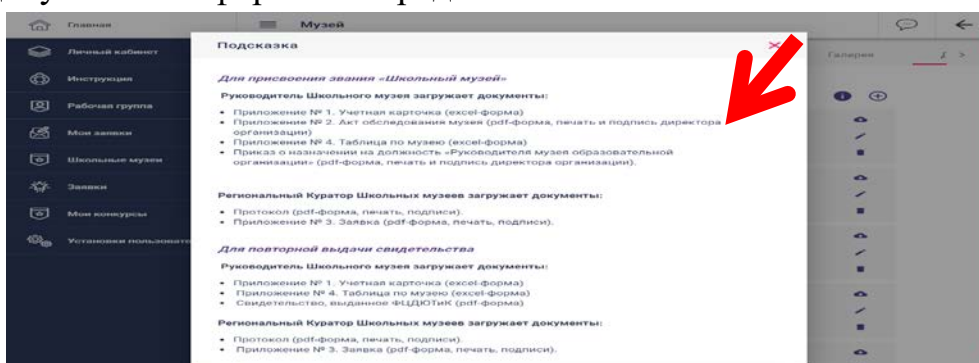 Главная
Музей
Личный кабинет
Инструкция
Рабочая группа
Мои заявки
Школьные музеи
Заявки
Мои конкурсы
Установки пользовате
Галерея
Подсказка
Для присвоения звания «Школьный музей»
Руководитель Школьного музея загружает документы:
• Приложение № 1. Учетная карточка (excel-форма)
• Приложение № 2. Акт обследования музея (pdf-форма, печать и подпись директора
организации)
• Приложение № 4. Таблица по музею (excel-форма)
• Приказ о назначении на должность «Руководителя музея образовательной
организации» (pdf-форма, печать и подпись директора организации).
Региональный Куратор Школьных музеев загружает документы:
• Протокол (pdf-форма, печать, подписи).
• Приложение № 3. Заявка (pdf-форма, печать, подписи).
Для повторной выдачи свидетельства
Руководитель Школьного музея загружает документы:
• Приложение № 1. Учетная карточка (excel-форма)
• Приложение № 4. Таблица по музею (excel-форма)
• Свидетельство, выданное ФЦДЮТиК (pdf-форма)
Региональный Куратор Школьных музеев загружает документы:
• Протокол (pdf-форма, печать, подписи).
• Приложение № 3. Заявка (pdf-форма, печать, подписи).